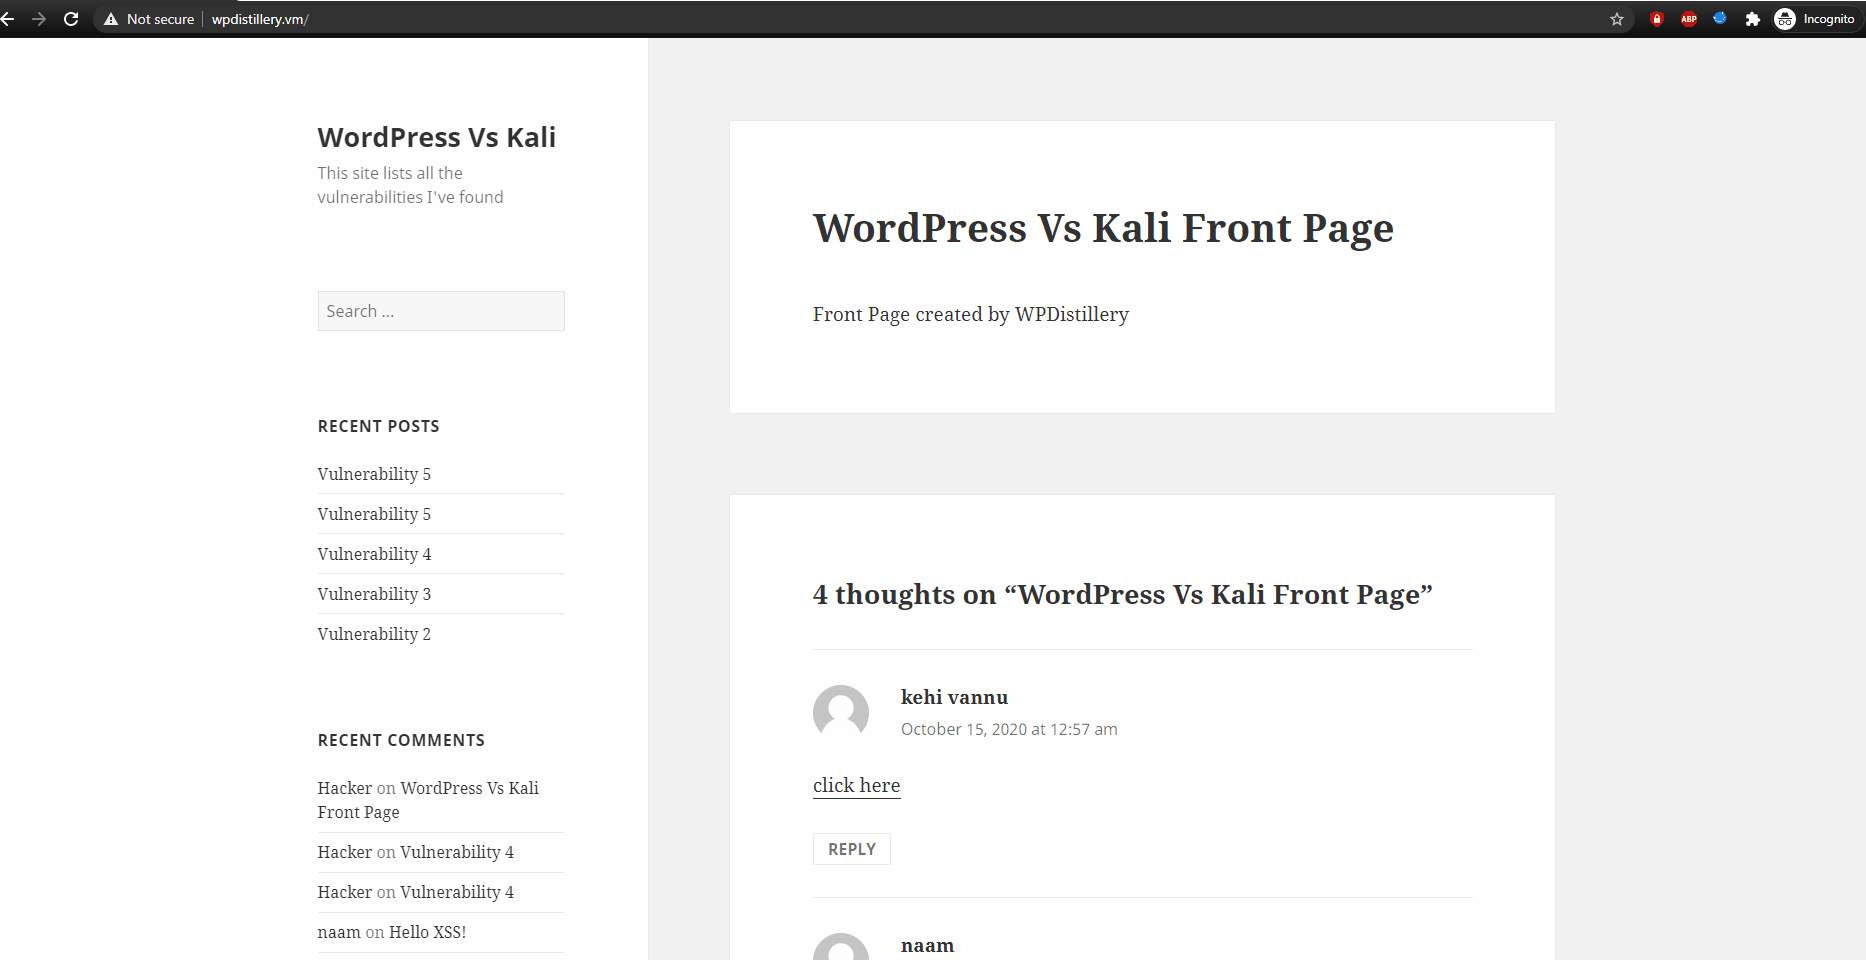 Not secure
wpdistillery.vm/
ABP
Incognito
WordPress Vs Kali
This site lists all the
vulnerabilities I've found
Search ...
RECENT POSTS
Vulnerability 5
Vulnerability 5
Vulnerability 4
Vulnerability 3
Vulnerability 2
RECENT COMMENTS
Hacker on WordPress Vs Kali
Front Page
Hacker on Vulnerability 4
Hacker on Vulnerability 4
naam on Hello XSS!
WordPress Vs Kali Front Page
Front Page created by WPDistillery
4 thoughts on “WordPress Vs Kali Front Page”
kehi vannu
October 15, 2020 at 12:57 am
click here
REPLY
naam